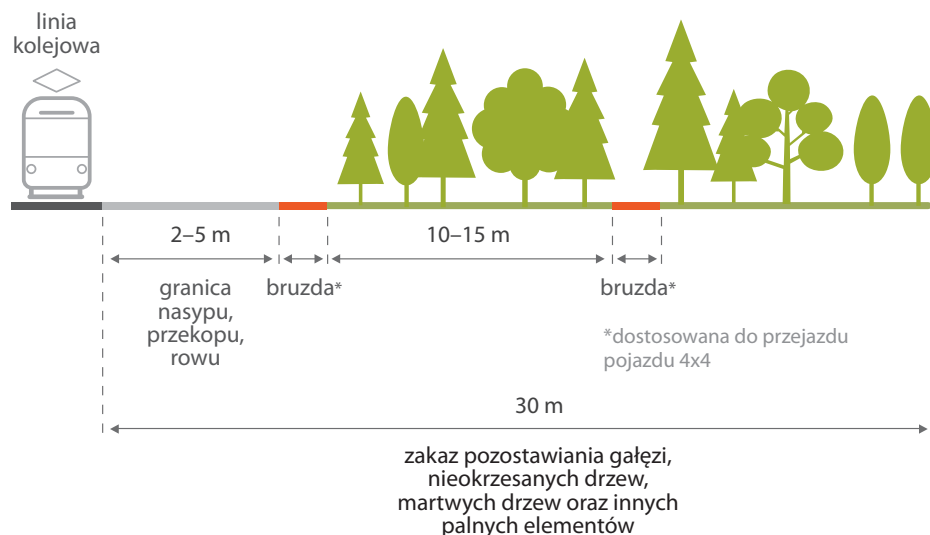 linia
kolejowa
2–5 m
10–15 m
granica
nasypu,
przekopu,
rowu
bruzda*
bruzda*
*dostosowana do przejazdu
pojazdu 4x4
30 m
zakaz pozostawiania gałęzi,
nieokrzesanych drzew,
martwych drzew oraz innych
palnych elementów